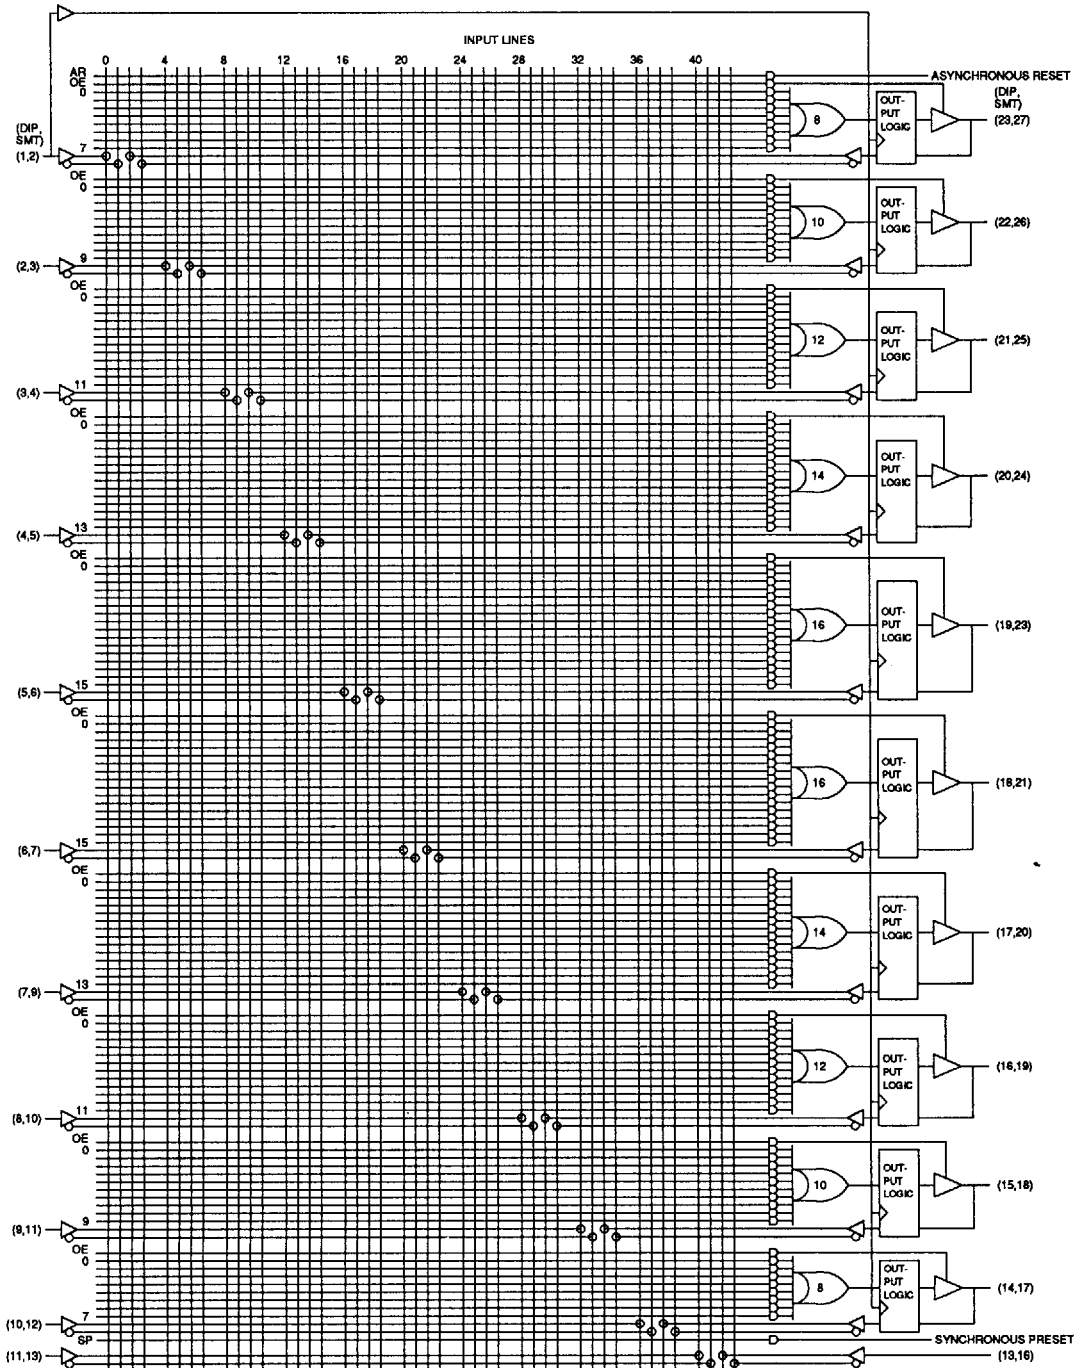 INPUT LINES
0 4 8 12 16 20 24 28 32 36 40
AR
OE
0
ASYNCHRONOUS RESET
(DIP,
SMT)
8
OUT-
PUT
LOGIC
(23,27)
(DIP,
SMT)
7
(1,2)
OE
0
10
OUT-
PUT
LOGIC
(22,26)
9
(2,3)
OE
0
12
OUT-
PUT
LOGIC
(21,25)
11
(3,4)
OE
0
14
OUT-
PUT
LOGIC
(20,24)
13
(4,5)
OE
0
16
OUT-
PUT
LOGIC
(19,23)
15
(5,6)
OE
0
16
OUT-
PUT
LOGIC
(18,21)
15
(6,7)
OE
0
14
OUT-
PUT
LOGIC
(17,20)
13
(7,9)
OE
0
12
OUT-
PUT
LOGIC
(16,19)
11
(8,10)
OE
0
10
OUT-
PUT
LOGIC
(15,18)
9
(9,11)
OE
0
8
OUT-
PUT
LOGIC
(14,17)
7
(10,12)
SP
SYNCHRONOUS PRESET
(11,13)
(13,16)